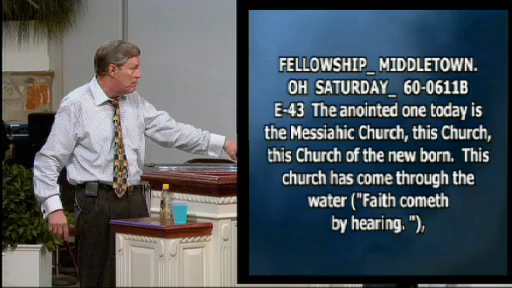 FELLOWSHIP_ MIDDLETOWN.
OH SATURDAY_ 60-0611B
E-43 The anointed one today is
the Messiahic Church, this Church,
this Church of the new born. This
church has come through the
water ("Faith cometh
by hearing. "),